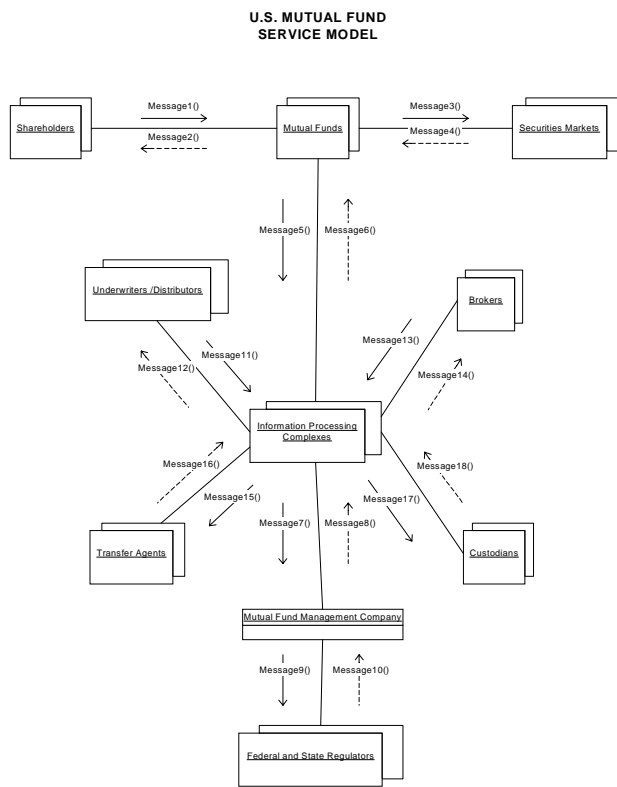 U.S. MUTUAL FUND
SERVICE MODEL
Message1()
Message3()
Shareholders
Mutual Funds
Securities Markets
Message2()
Message4()
Message5()
Message6()
Underwriters /Distributors
Brokers
Message11()
Message13()
Message12()
Message14()
Information Processing
Complexes
Message16()
Message18()
Message15()
Message17()
Message7()
Message8()
Transfer Agents
Custodians
Mutual Fund Management Company
Message9()
Message10()
Federal and State Regulators